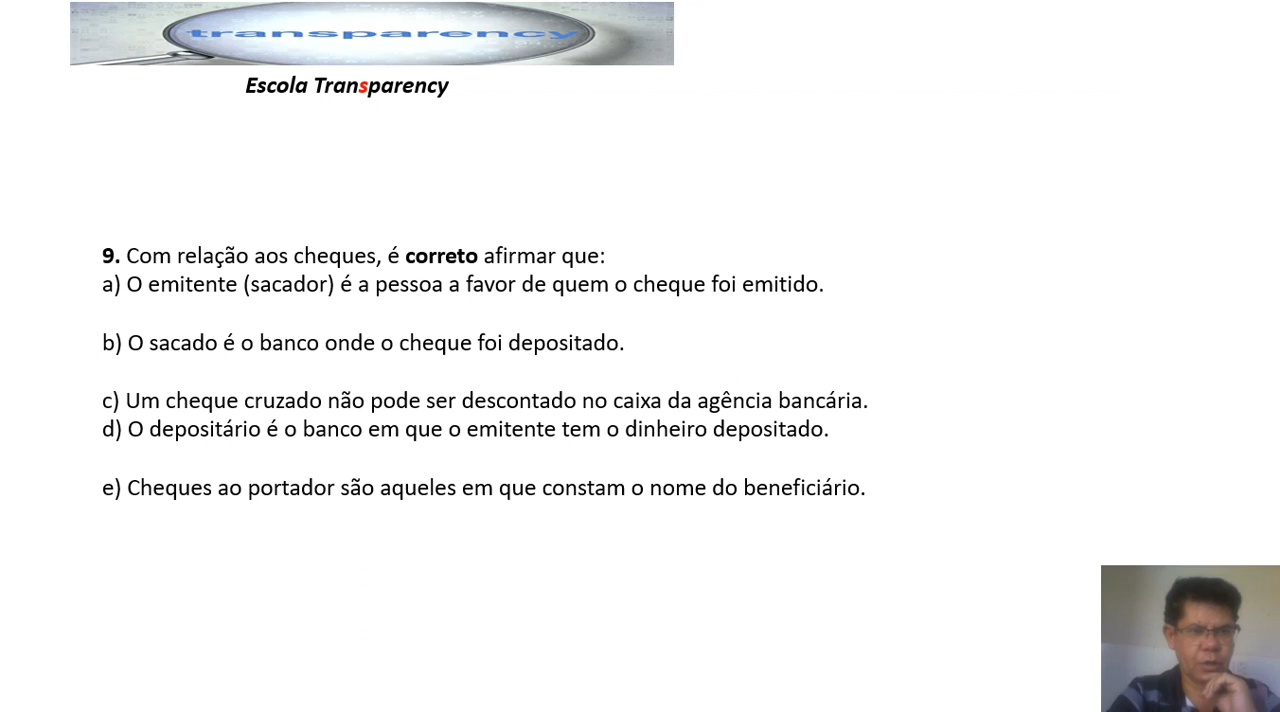 transparency
Escola Transparency
9. Com relação aos cheques, é correto afirmar que:
a) O emitente (sacador) é a pessoa a favor de quem o cheque foi emitido.
b) O sacado é o banco onde o cheque foi depositado.
c) Um cheque cruzado não pode ser descontado no caixa da agência bancária.
d) O depositário é o banco em que o emitente tem o dinheiro depositado.
e) Cheques ao portador são aqueles em que constam o nome do beneficiário.